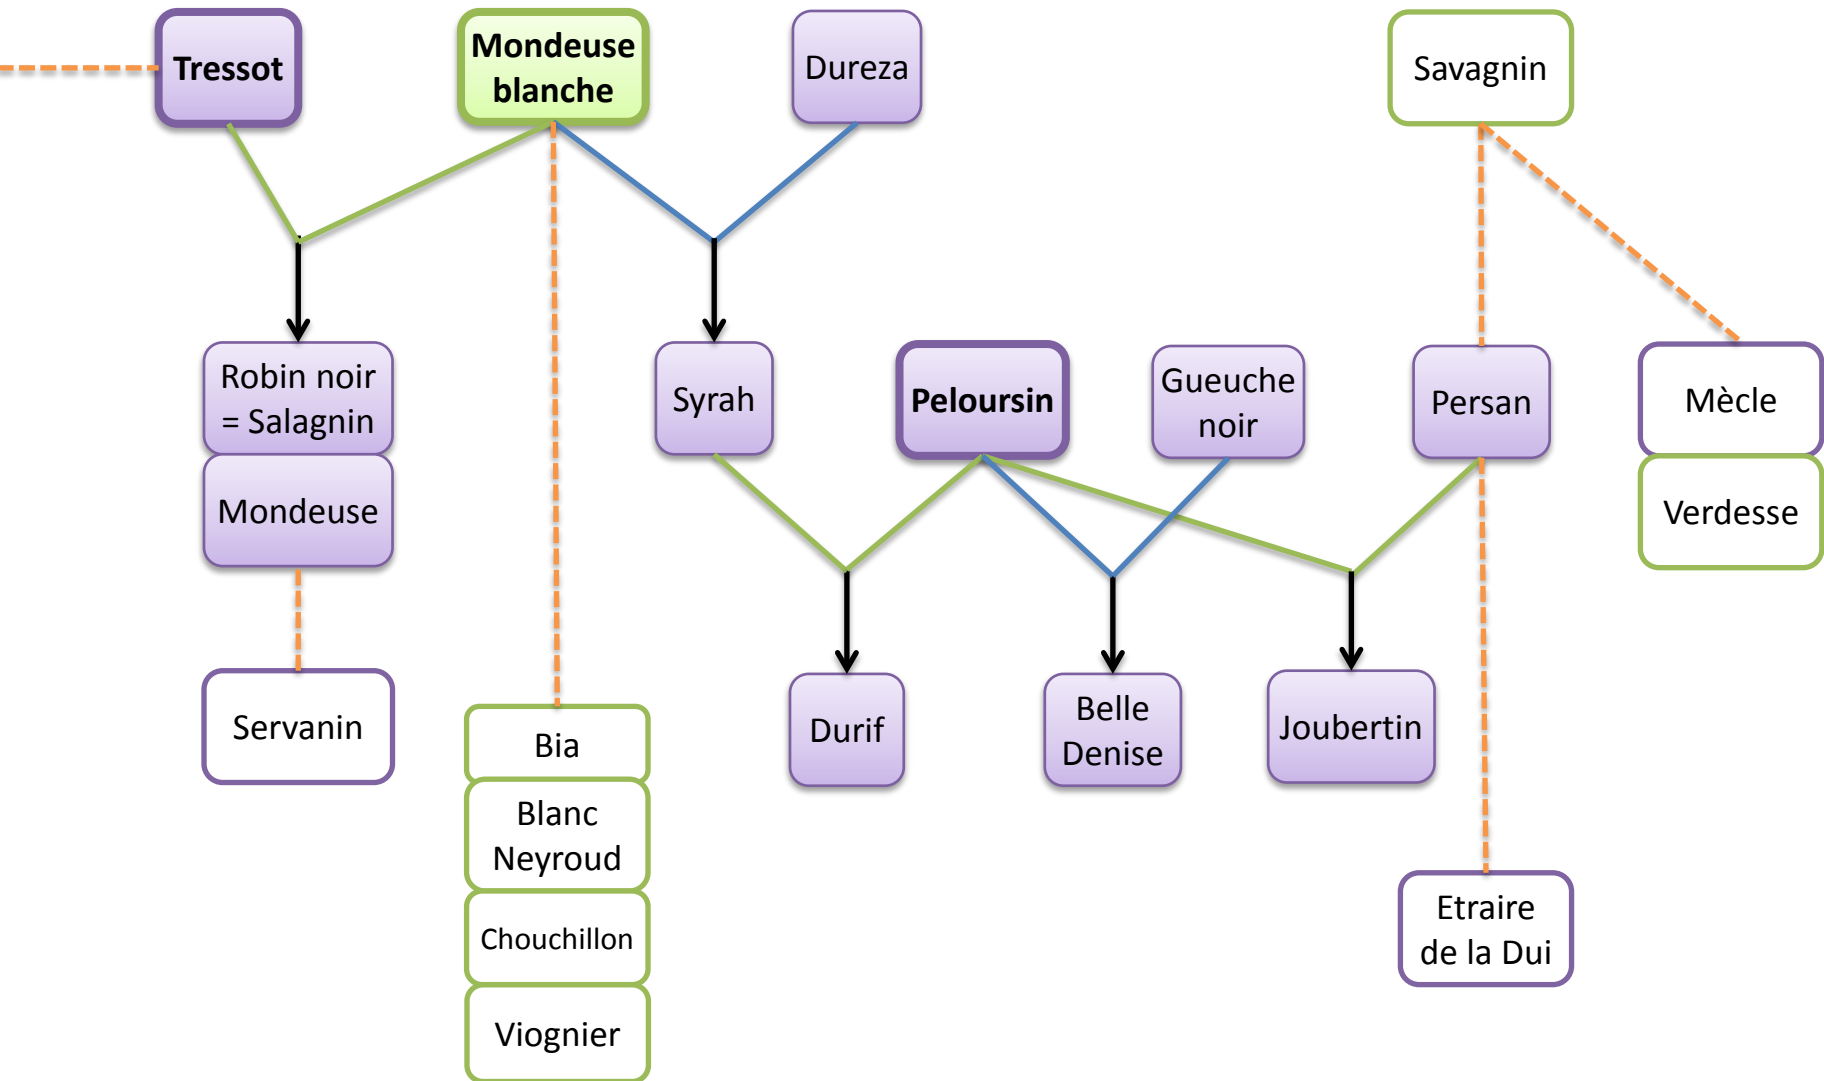 Tressot
Mondeuse
blanche
Dureza
Savagnin
Robin noir
= Salagnin
Mondeuse
Syrah
Peloursin
Gueuche
noir
Persan
Mècle
Verdesse
Servanin
Bia
Blanc
Neyroud
Chouchillon
Viognier
Durif
Belle
Denise
Joubertin
Etraire
de la Dui